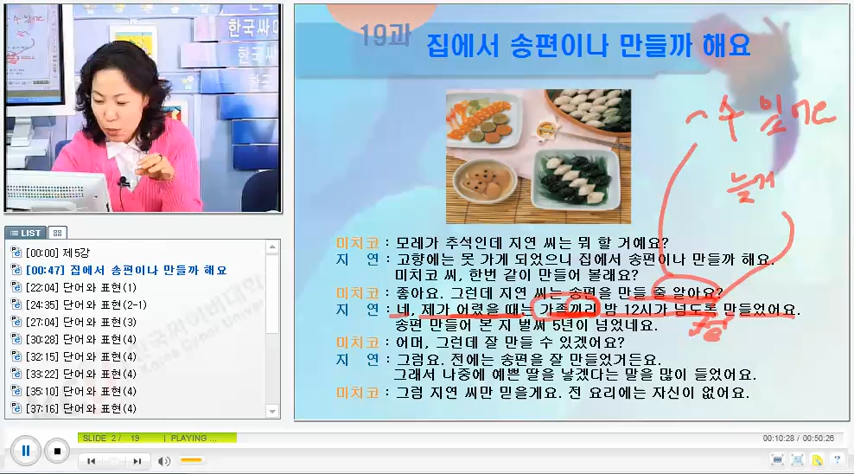 19과 집에서 송편이나 만들까 해요
ㄴ 수 있어요
늘게
미치코 : 모레가 추석인데 지연 씨는 뭐 할 거예요?
지 연 : 고향에는 못 가게 되었으니 집에서 송편이나 만들까 해요.
미치코 씨, 한번 같이 만들어 볼래요?
미치코 : 좋아요. 그런데 지연 씨는 송편을 만들 줄 알아요?
지 연 : 네, 제가 어렸을 때는 가족끼리 밤 12시가 넘도록 만들었어요.
송편 만들어 본 지 벌써 5년이 넘었네요.
미치코 : 어머, 그런데 잘 만들 수 있겠어요?
지 연 : 그럼요. 전에는 송편을 잘 만들었거든요.
그래서 나중에 예쁜 딸을 낳겠다는 말을 많이 들었어요.
미치코 : 그럼 지연 씨만 믿을게요. 전 요리에는 자신이 없어요.
LIST
[00:00] 제5강
[00:47] 집에서 송편이나 만들까 해요
[22:04] 단어와 표현(1)
[24:35] 단어와 표현(2-1)
[27:04] 단어와 표현(3)
[30:28] 단어와 표현(4)
[32:15] 단어와 표현(4)
[33:22] 단어와 표현(4)
[35:10] 단어와 표현(4)
[37:16] 단어와 표현(4)
SLIDE 2 / 19 PLAYING ...
00:10:28 / 00:50:26